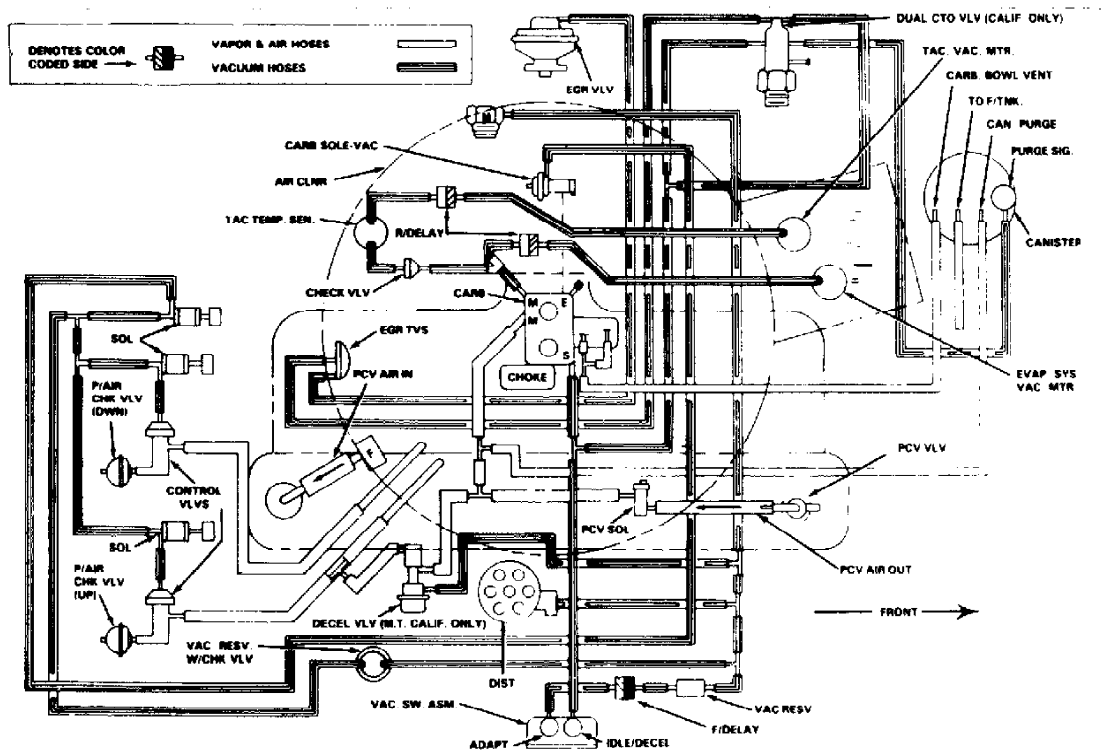 DENOTES COLOR
CODED SIDE
VAPOR & AIR HOSES
VACUUM HOSES
EGR VLV
DUAL CTO VLV (CALIF. ONLY)
TAC. VAC. MTR.
CARB. BOWL VENT
TO F/TNK.
CAN PURGE
PURGE SIG.
CANISTER
M
CARB SOLE-VAC
AIR CLNR
TAC TEMP. SEN.
R/DELAY
CHECK VLV
CARB
M E
M
S
CHOKE
SOL
EGR TVS
PCV AIR IN
P/AIR
CHK VLV
(DWN)
EVAP SYS
VAC MTR
F
CONTROL
VLVS
PCV VLV
PCV SOL
SOL
P/AIR
CHK VLV
(UP)
PCV AIR OUT
FRONT
DECEL VLV (M.T. CALIF. ONLY)
VAC RESV.
W/CHK VLV
DIST
VAC SW ASM
VAC RESV
F/DELAY
ADAPT
IDLE/DECEL